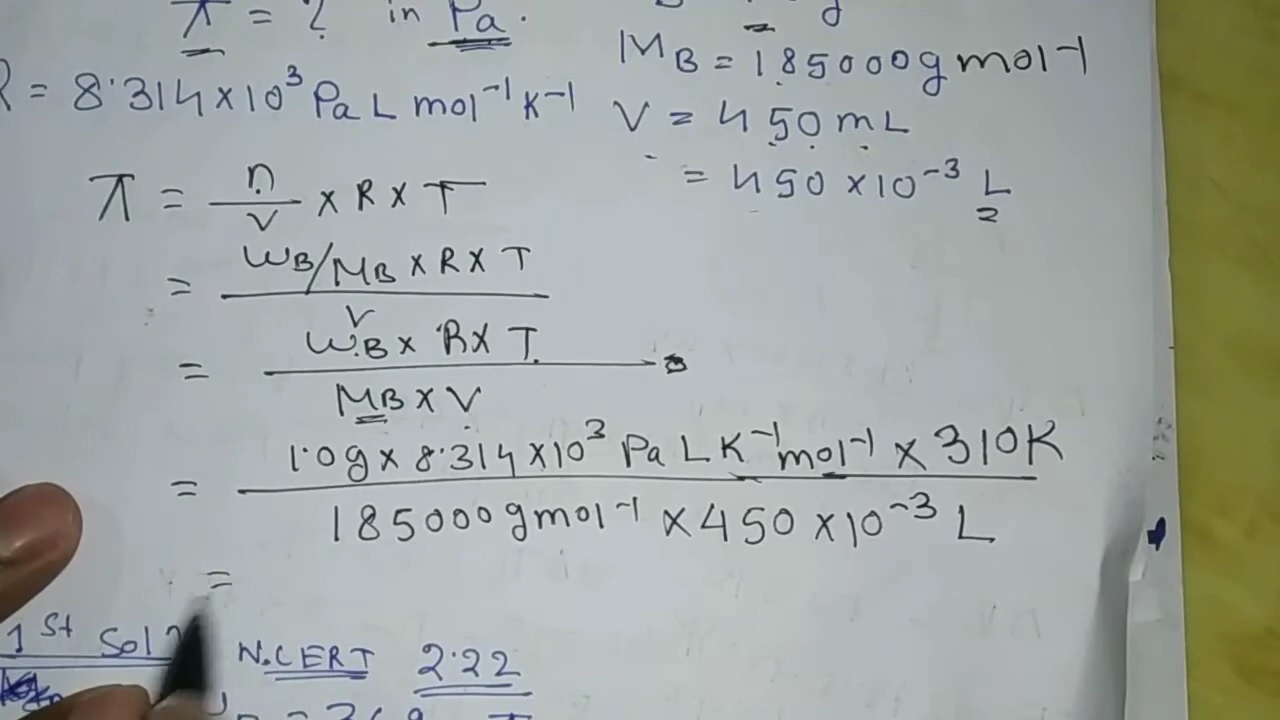 π = ? in Pa.
R = 8.314×10³ Pa L mol⁻¹ K⁻¹
MB = 185000 g mol⁻¹
V = 450 mL
= 450 ×10⁻³ L
π = n/V × R × T
= WB/MB × R × T
V
= WB × R× T
MB × V
= 1.0g × 8.314 ×10³ Pa L K⁻¹ mol⁻¹ × 310K
185000 g mol⁻¹ × 450 ×10⁻³ L
=
1st Sol
N.CERT 2.22